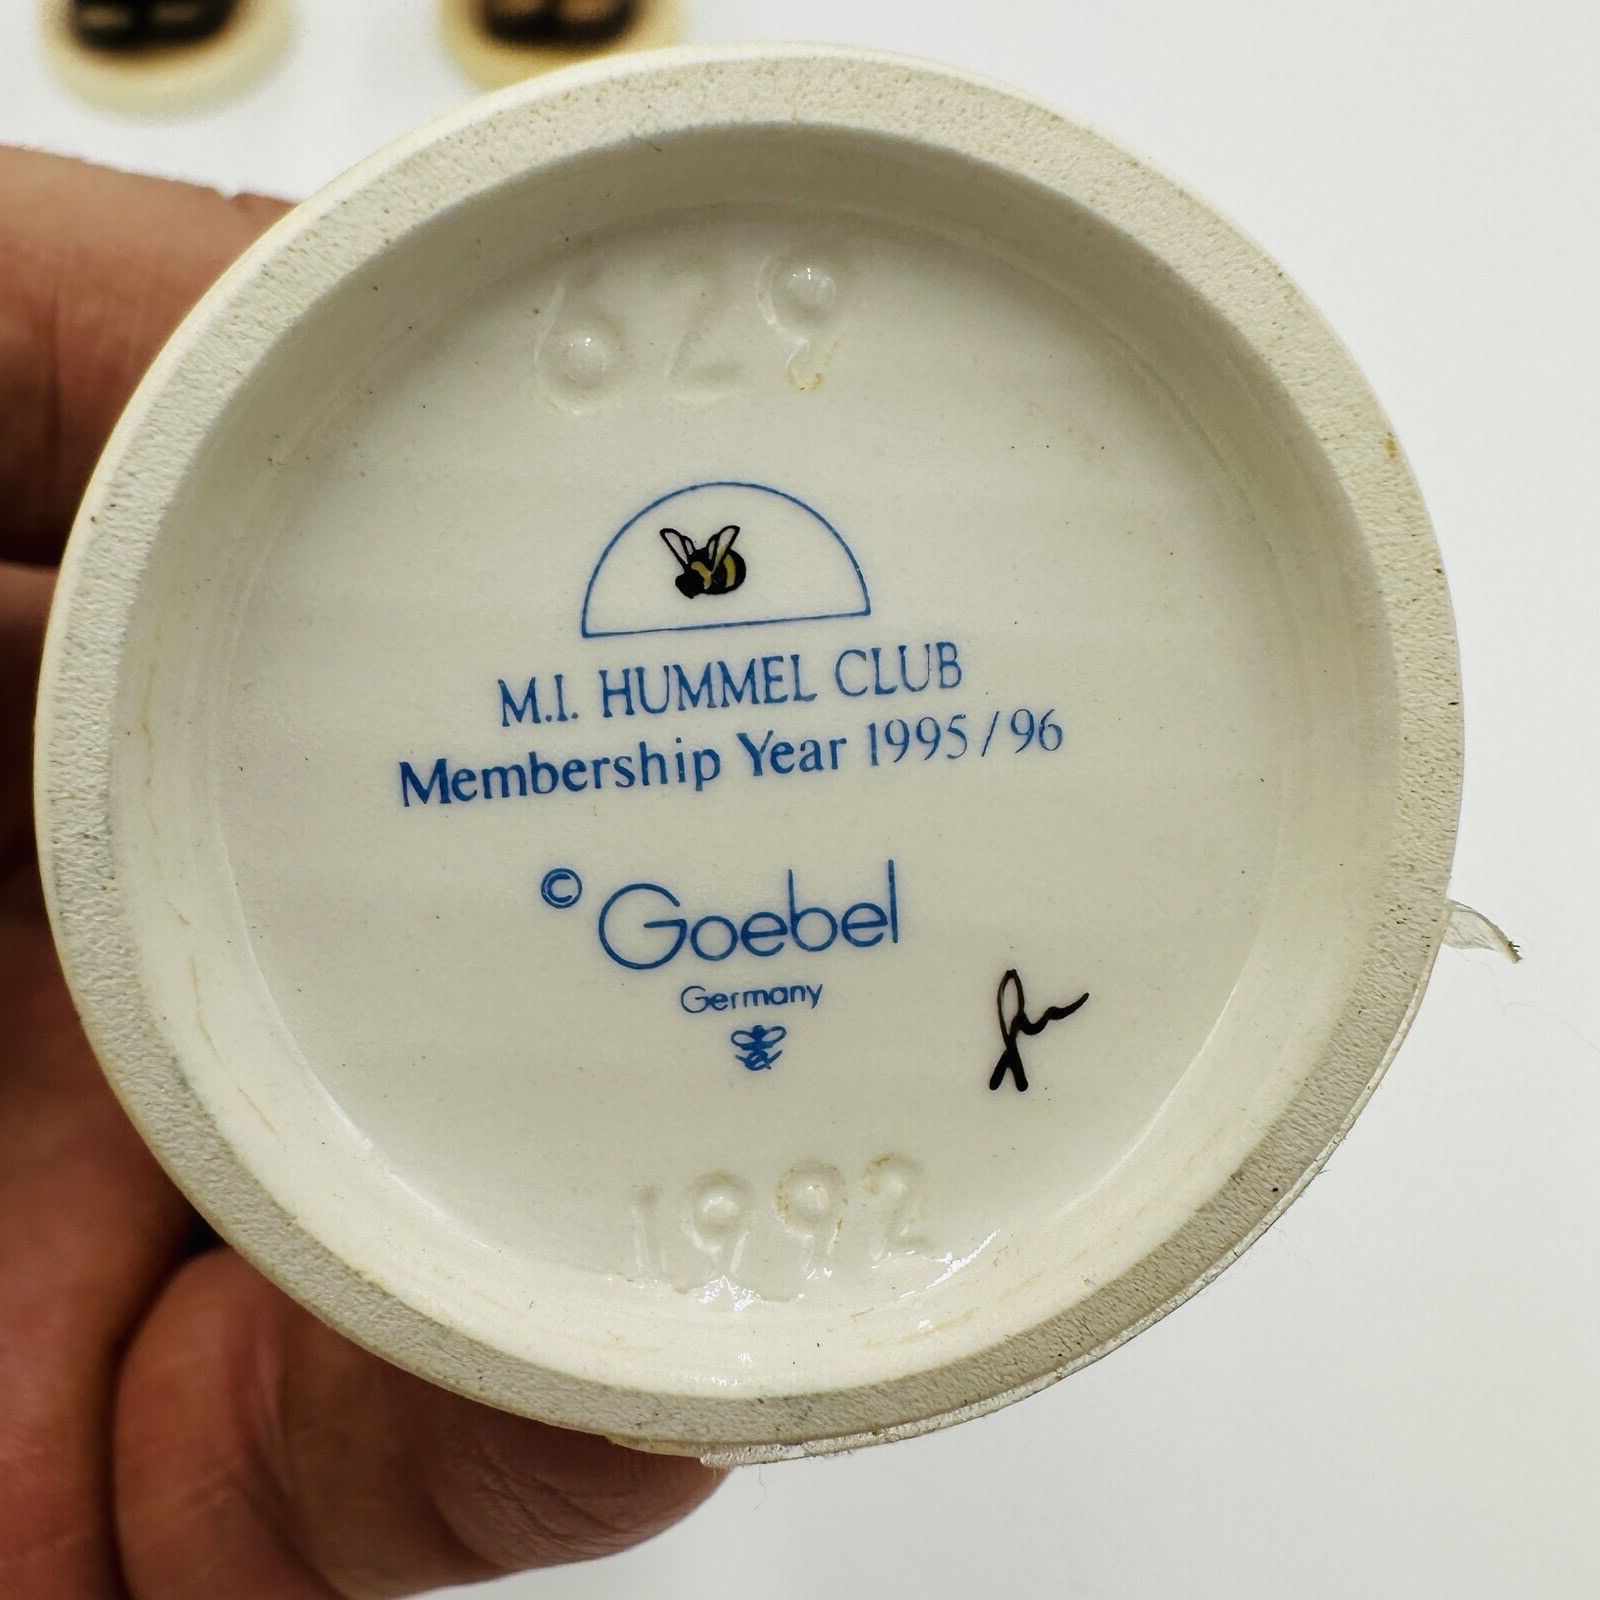 629
M.I. HUMMEL CLUB
Membership Year 1995/96
© Goebel
Germany
1992